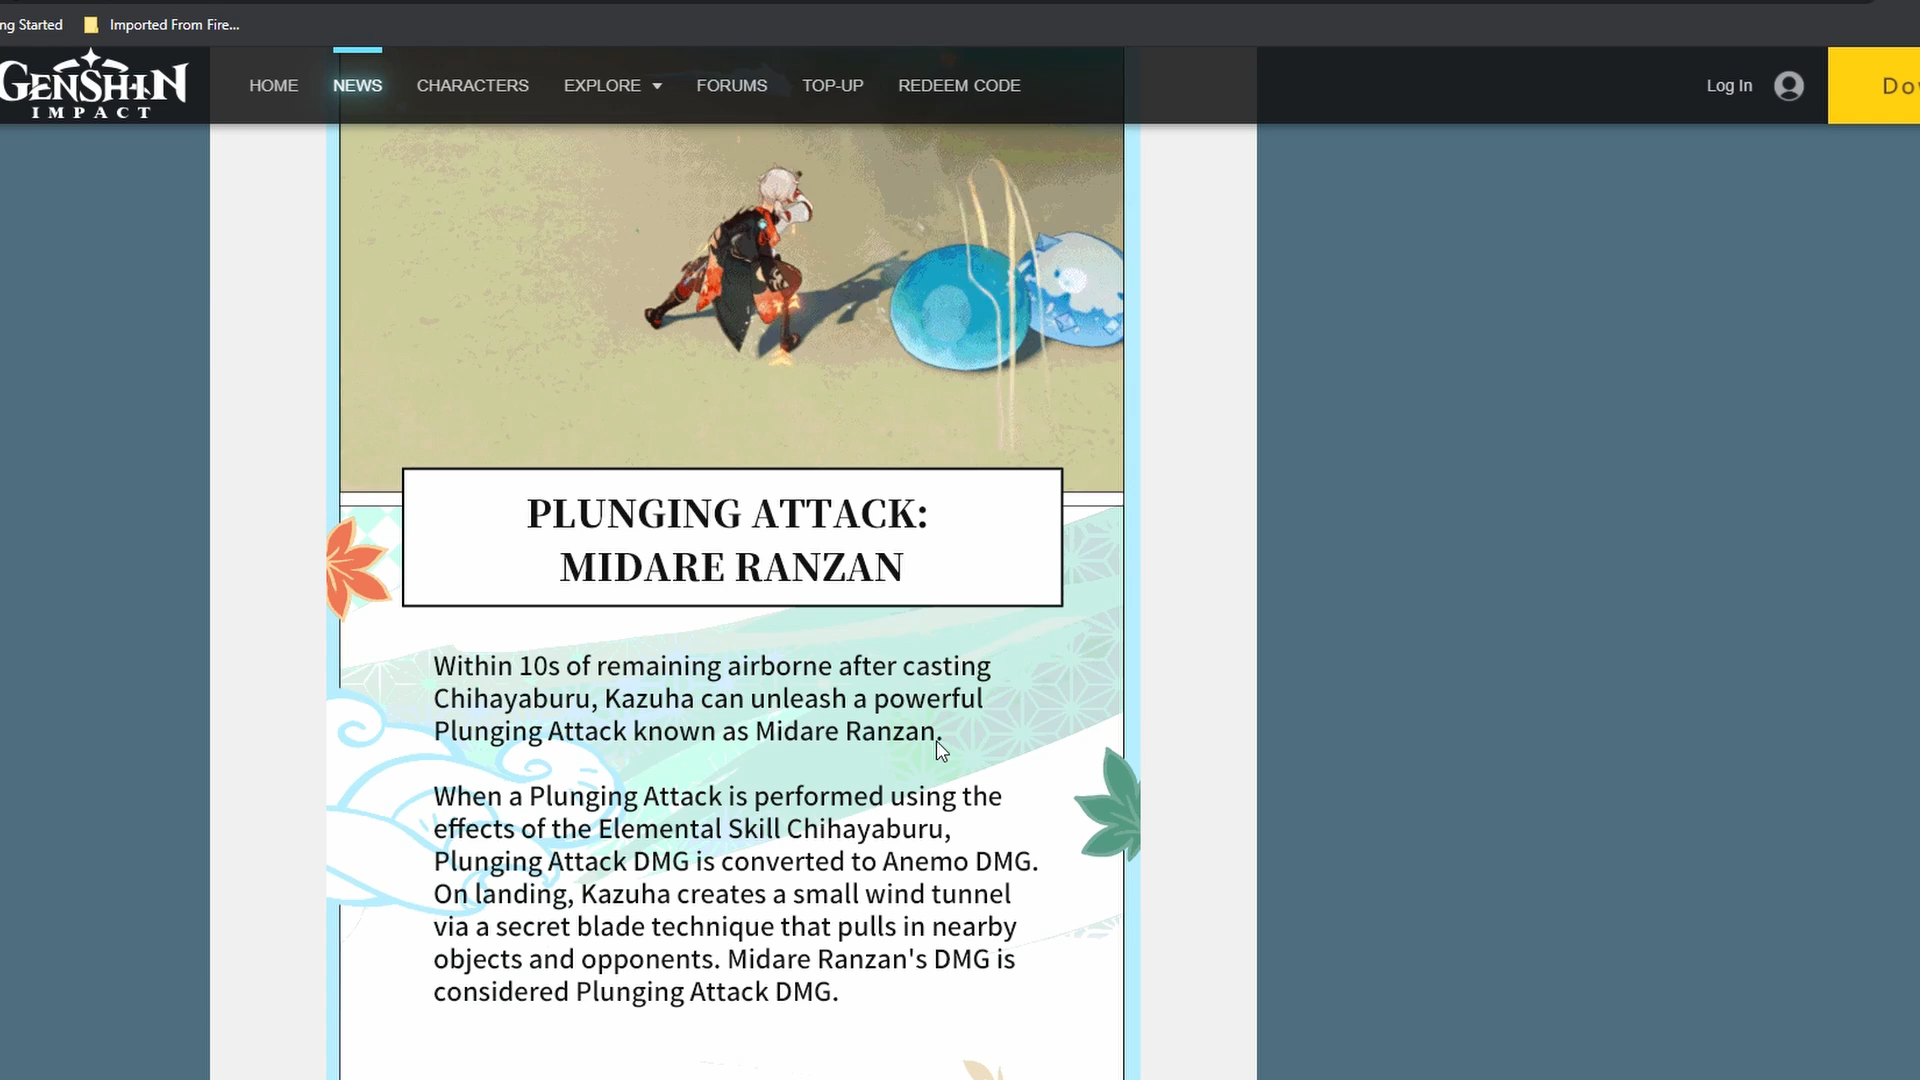 ng Started
Imported From Fire...
GENSHIN
IMPACT
HOME
NEWS
CHARACTERS
EXPLORE
FORUMS
TOP-UP
REDEEM CODE
Log In
Dow
PLUNGING ATTACK:
MIDARE RANZAN
Within 10s of remaining airborne after casting
Chihayaburu, Kazuha can unleash a powerful
Plunging Attack known as Midare Ranzan.
When a Plunging Attack is performed using the
effects of the Elemental Skill Chihayaburu,
Plunging Attack DMG is converted to Anemo DMG.
On landing, Kazuha creates a small wind tunnel
via a secret blade technique that pulls in nearby
objects and opponents. Midare Ranzan's DMG is
considered Plunging Attack DMG.